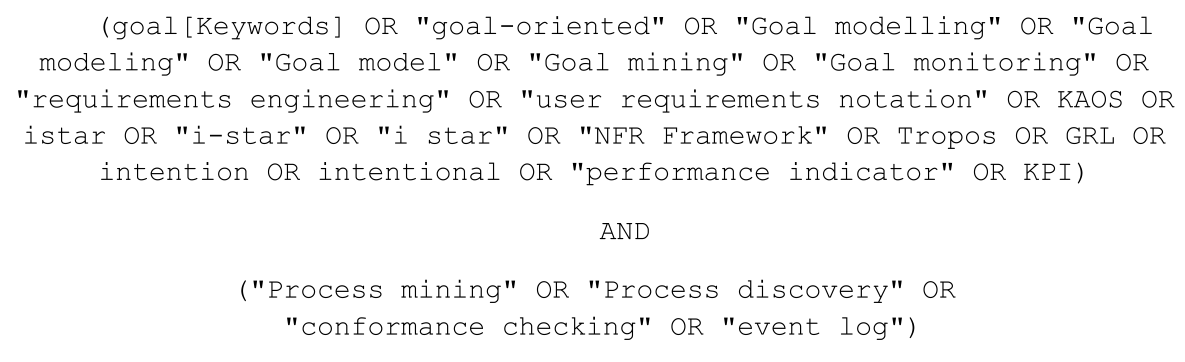 (goal[Keywords] OR "goal-oriented" OR "Goal modelling" OR "Goal
modeling" OR "Goal model" OR "Goal mining" OR "Goal monitoring" OR
"requirements engineering" OR "user requirements notation" OR KAOS OR
istar OR "i-star" OR "i star" OR "NFR Framework" OR Tropos OR GRL OR
intention OR intentional OR "performance indicator" OR KPI)
AND
("Process mining" OR "Process discovery" OR
"conformance checking" OR "event log")